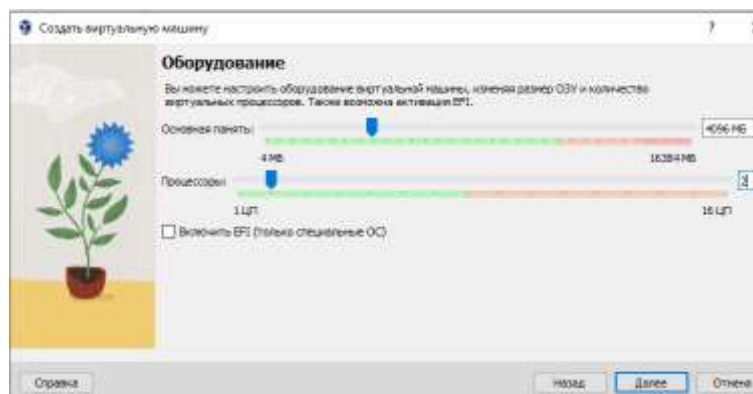 Создать виртуальную машину
?
Оборудование
Вы можете настроить оборудование виртуальной машины, изменяя размер ОЗУ и количество
виртуальных процессоров. Также возможна активация EFI.
Основная память:
4096 МБ
4 МБ
16384 МБ
Процессоры:
2
1 ЦП
16 ЦП
Включить EFI (только специальные ОС)
Справка
Назад
Далее
Отмена